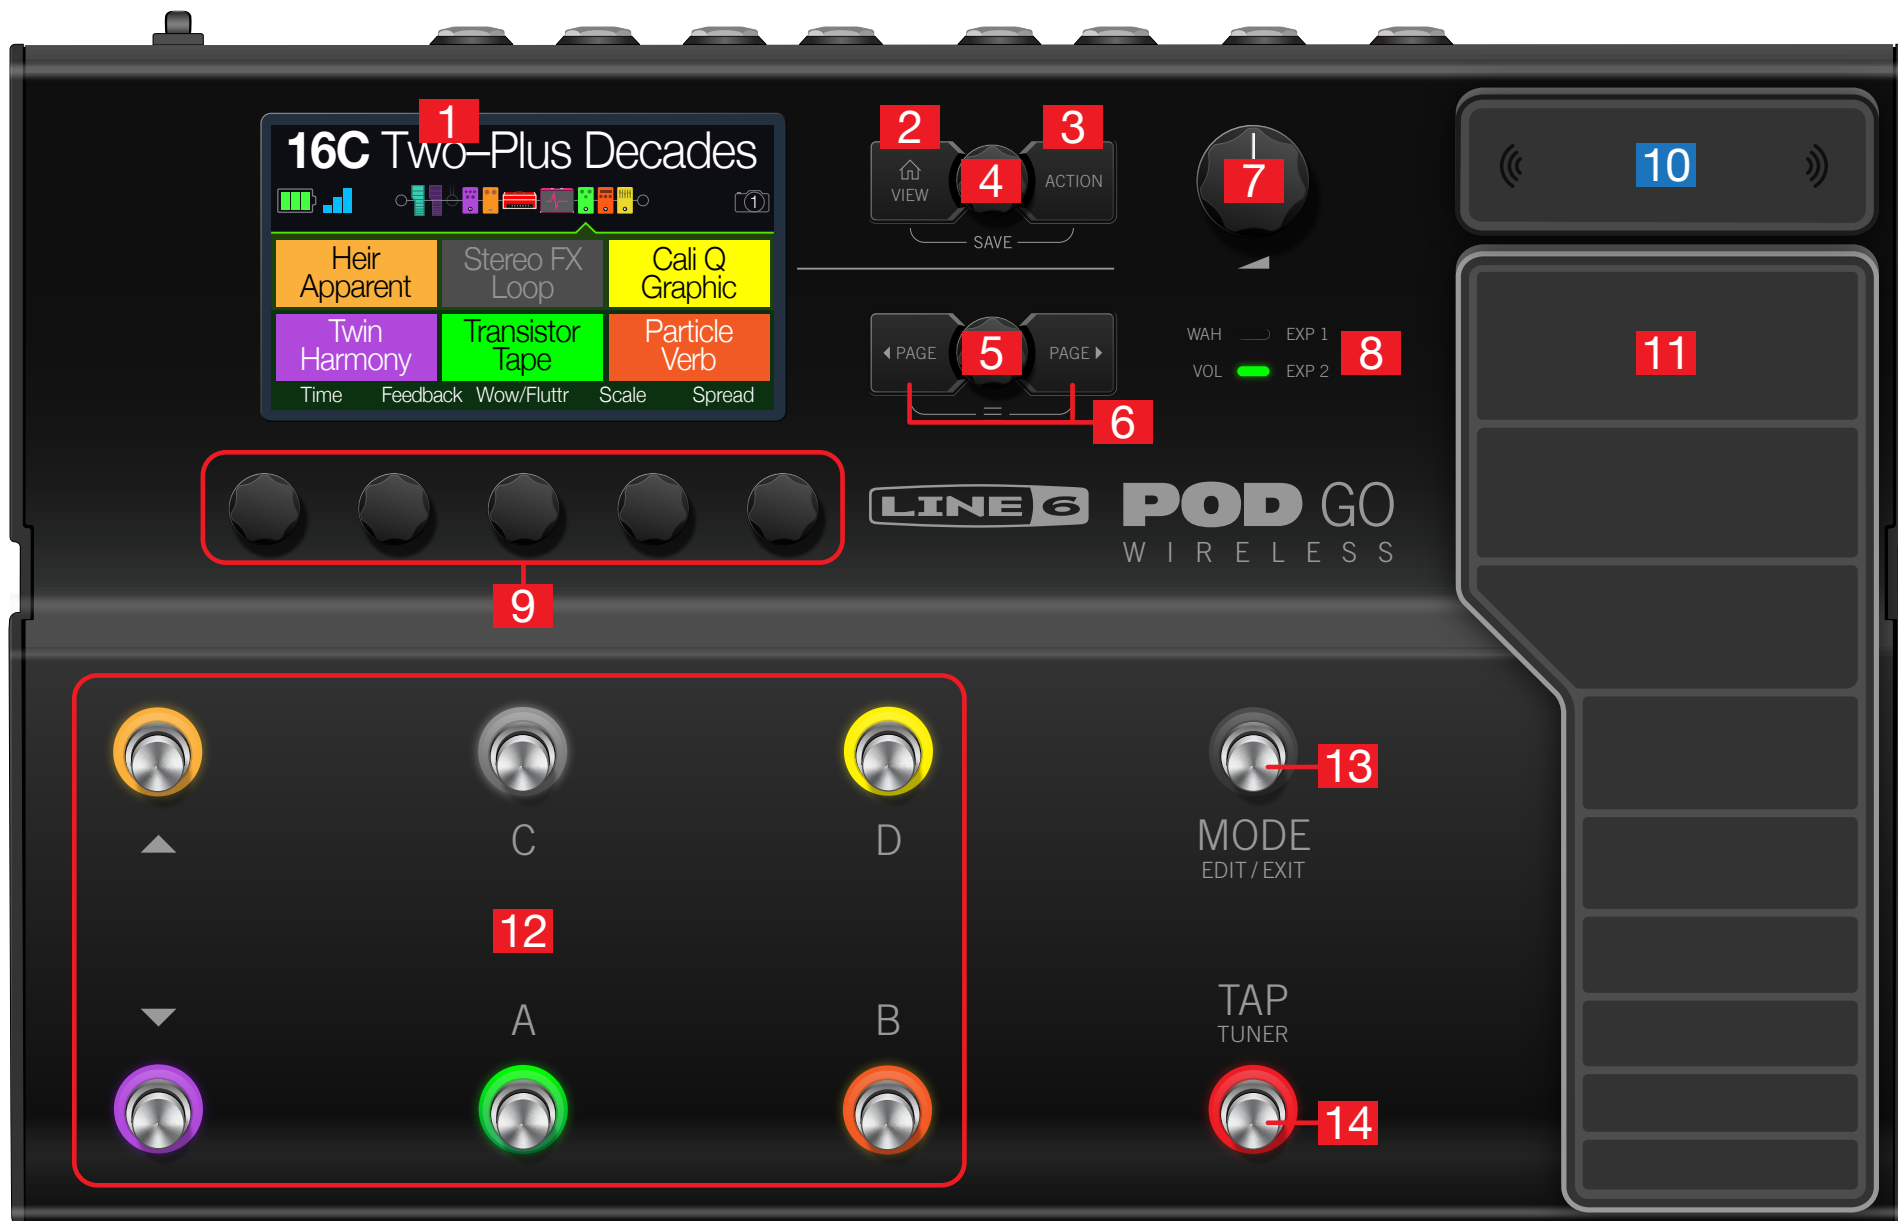 1
16C Two–Plus Decades
1
Heir Apparent
Stereo FX Loop
Cali Q Graphic
Twin Harmony
Transistor Tape
Particle Verb
Time Feedback Wow/Fluttr Scale Spread
2
VIEW
4
3
ACTION
SAVE
7
PAGE
5
PAGE
6
WAH EXP 1
VOL EXP 2
8
9
LINE 6
POD GO
WIRELESS
10
11
C
D
12
A
B
13
MODE
EDIT / EXIT
TAP
TUNER
14